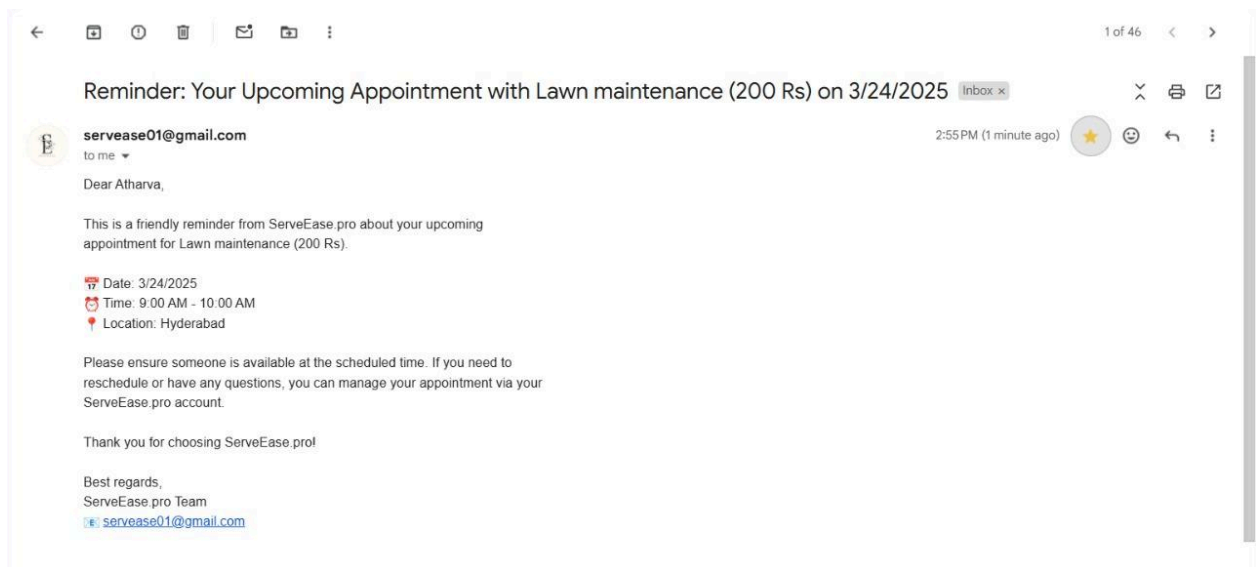 1 of 46
Reminder: Your Upcoming Appointment with Lawn maintenance (200 Rs) on 3/24/2025 Inbox ×
servease01@gmail.com 2:55 PM (1 minute ago)
to me
Dear Atharva,
This is a friendly reminder from ServeEase.pro about your upcoming
appointment for Lawn maintenance (200 Rs).
📅 Date: 3/24/2025
⏰ Time: 9:00 AM - 10:00 AM
📍 Location: Hyderabad
Please ensure someone is available at the scheduled time. If you need to
reschedule or have any questions, you can manage your appointment via your
ServeEase.pro account.
Thank you for choosing ServeEase.pro!
Best regards,
ServeEase.pro Team
📧 servease01@gmail.com